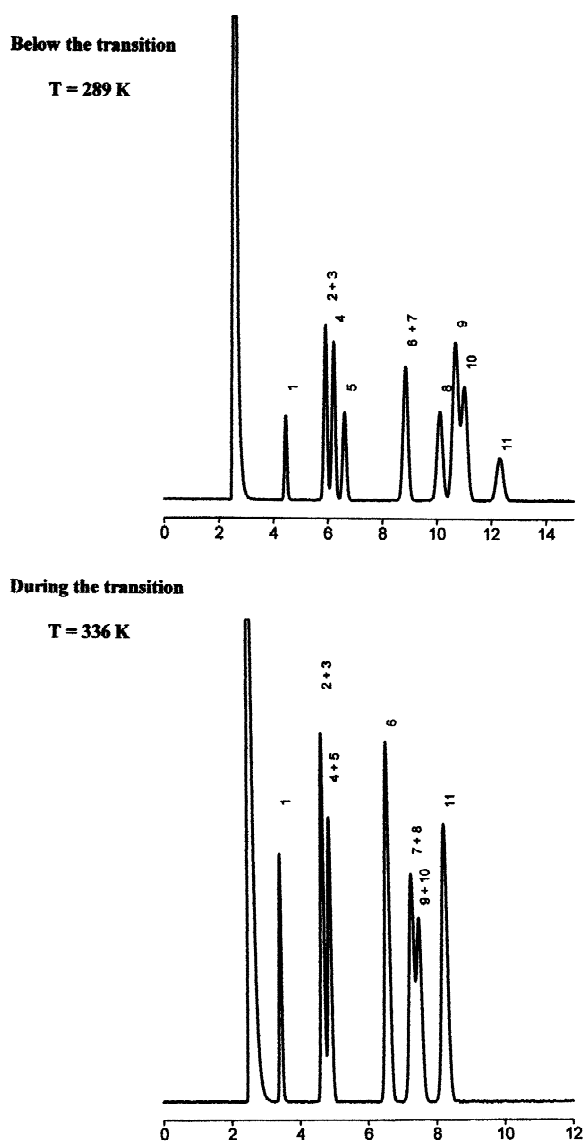 Below the transition
T = 289 K
1
2 + 3
4
5
6 + 7
8
9
10
11
0 2 4 6 8 10 12 14
During the transition
T = 336 K
1
2 + 3
4 + 5
6
7 + 8
9 + 10
11
0 2 4 6 8 10 12